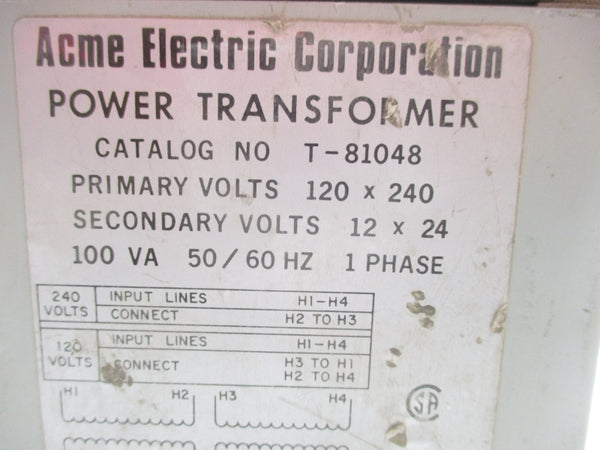 Acme Electric Corporation
POWER TRANSFORMER
CATALOG NO T-81048
PRIMARY VOLTS 120 x 240
SECONDARY VOLTS 12 x 24
100 VA 50/60 HZ 1 PHASE
240 VOLTS INPUT LINES H1-H4
CONNECT H2 TO H3
120 VOLTS INPUT LINES H1-H4
CONNECT H3 TO H1
H2 TO H4
H1 H2 H3 H4
SA